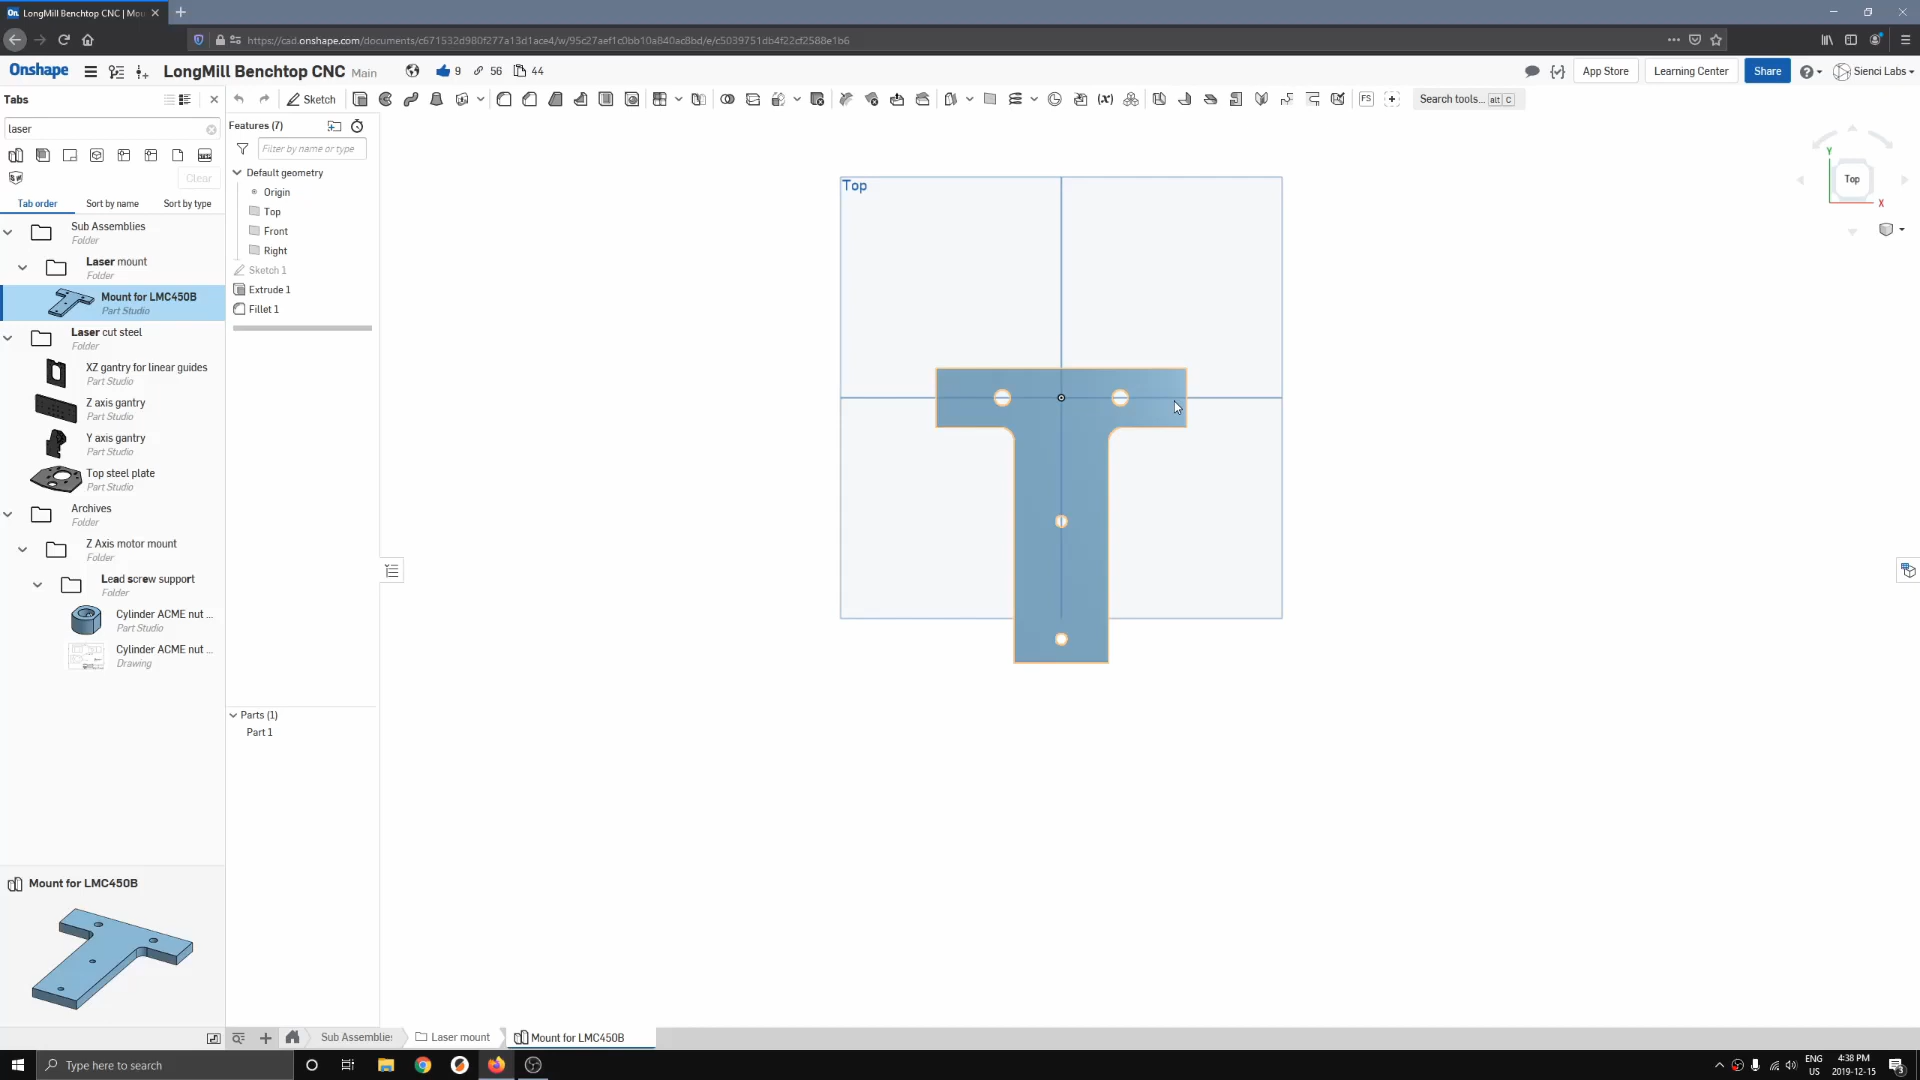 On LongMill Benchtop CNC | Mou
https://cad.onshape.com/documents/c671532d980f277a13d1ace4/w/95c27aef1c0bb10a840ac8bd/e/c5039751db4f22cf2588e1b6
Onshape LongMill Benchtop CNC Main 9 56 44 App Store Learning Center Share Sienci Labs
Tabs
Sketch
Search tools... alt C
FS
laser
Clear
Tab order Sort by name Sort by type
Sub Assemblies
Folder
Laser mount
Folder
Mount for LMC450B
Part Studio
Laser cut steel
Folder
XZ gantry for linear guides
Part Studio
Z axis gantry
Part Studio
Y axis gantry
Part Studio
Top steel plate
Part Studio
Archives
Folder
Z Axis motor mount
Folder
Lead screw support
Folder
Cylinder ACME nut ...
Part Studio
Cylinder ACME nut ...
Drawing
Mount for LMC450B
Features (7)
Filter by name or type
Default geometry
Origin
Top
Front
Right
Sketch 1
Extrude 1
Fillet 1
Parts (1)
Part 1
Top
Y
Top
X
Sub Assemblies Laser mount Mount for LMC450B
Type here to search
ENG
US
4:38 PM
2019-12-15
3